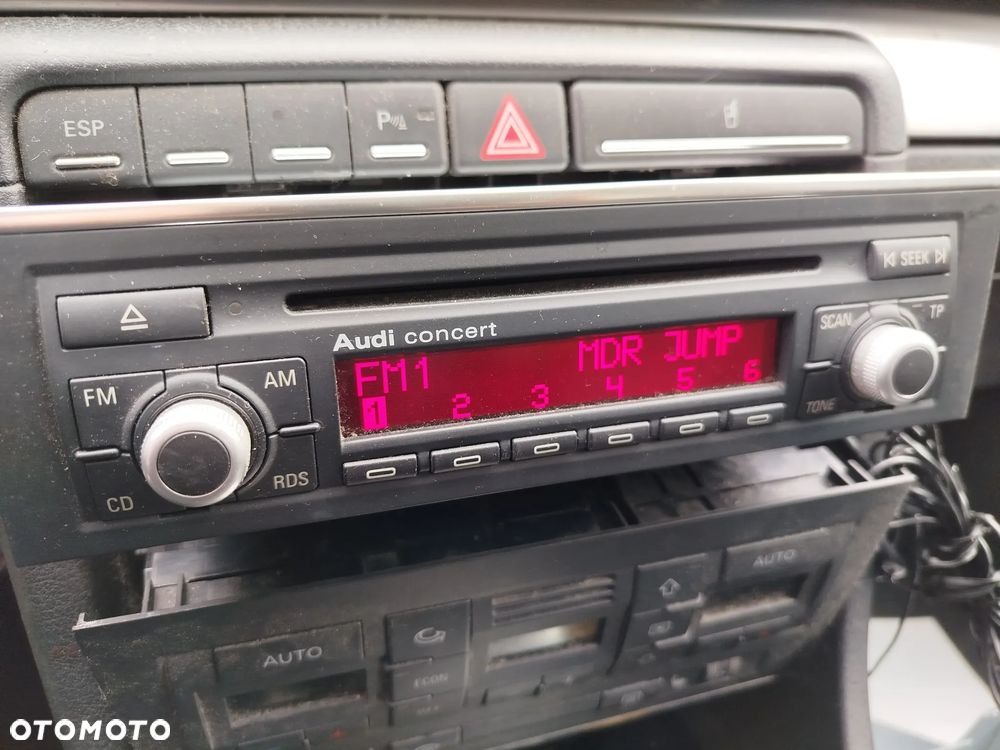 ESP
P
SEEK
Audi concert
SCAN
TP
FM
AM
FM1 MDR JUMP
1 2 3 4 5 6
TONE
CD
RDS
AUTO
AUTO
ECON
OTOMOTO